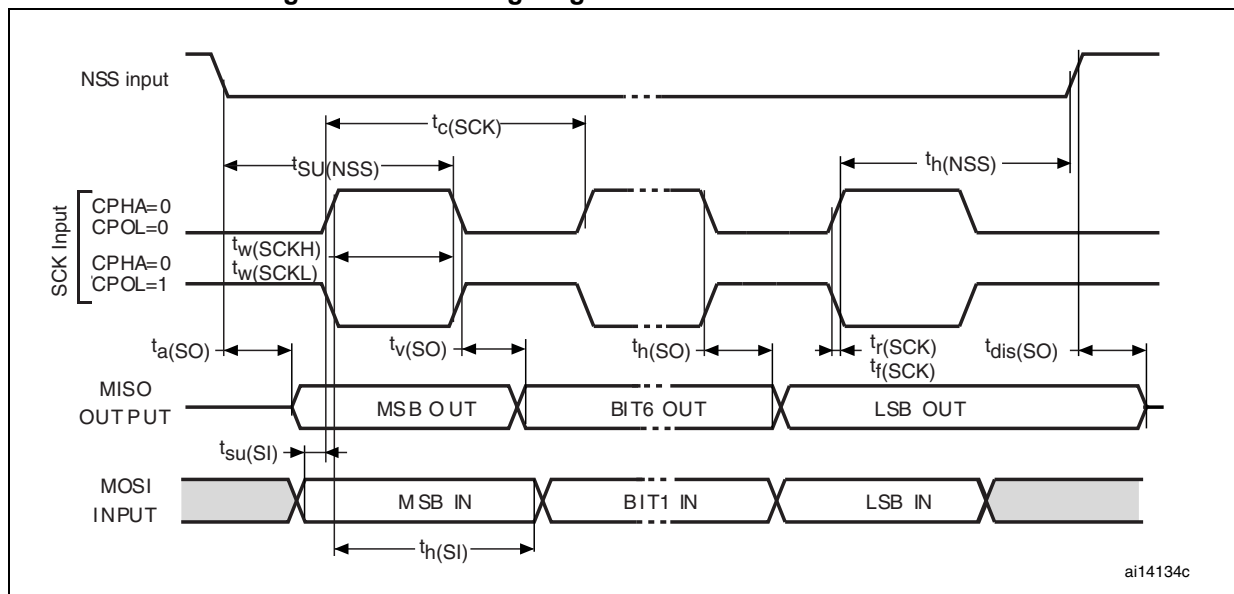 NSS input
tc(SCK)
tSU(NSS)
th(NSS)
SCK Input
CPHA=0
CPOL=0
tw(SCKH)
CPHA=0
tw(SCKL)
CPOL=1
ta(SO)
tv(SO)
th(SO)
tr(SCK)
tf(SCK)
tdis(SO)
MISO
OUTPUT
MSB OUT
BIT6 OUT
LSB OUT
tsu(SI)
MOSI
INPUT
MSB IN
BIT1 IN
LSB IN
th(SI)
ai14134c